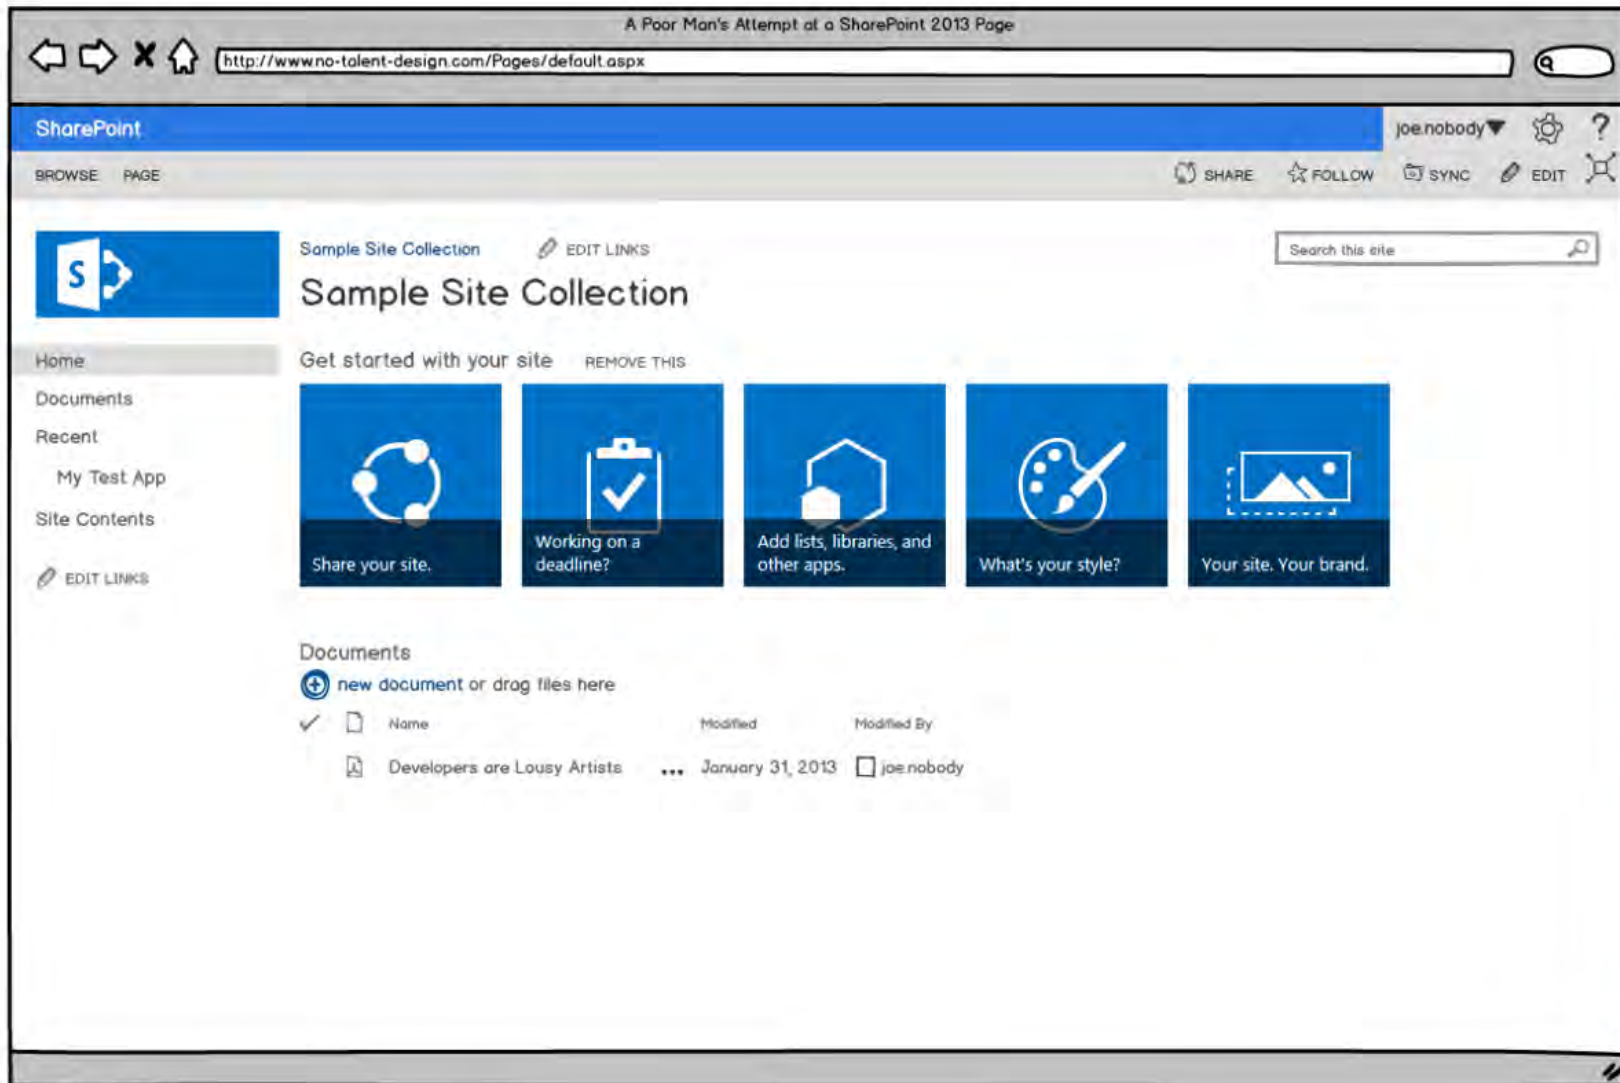 A Poor Man's Attempt at a SharePoint 2013 Page
http://www.no-talent-design.com/Pages/default.aspx
SharePoint
joe.nobody
?
BROWSE PAGE
SHARE FOLLOW SYNC EDIT
S
Sample Site Collection EDIT LINKS
Search this site
Sample Site Collection
Home
Documents
Recent
My Test App
Site Contents
EDIT LINKS
Get started with your site REMOVE THIS
Share your site.
Working on a
deadline?
Add lists, libraries, and
other apps.
What's your style?
Your site. Your brand.
Documents
new document or drag files here
Name Modified Modified By
Developers are Lousy Artists ... January 31, 2013 joe.nobody